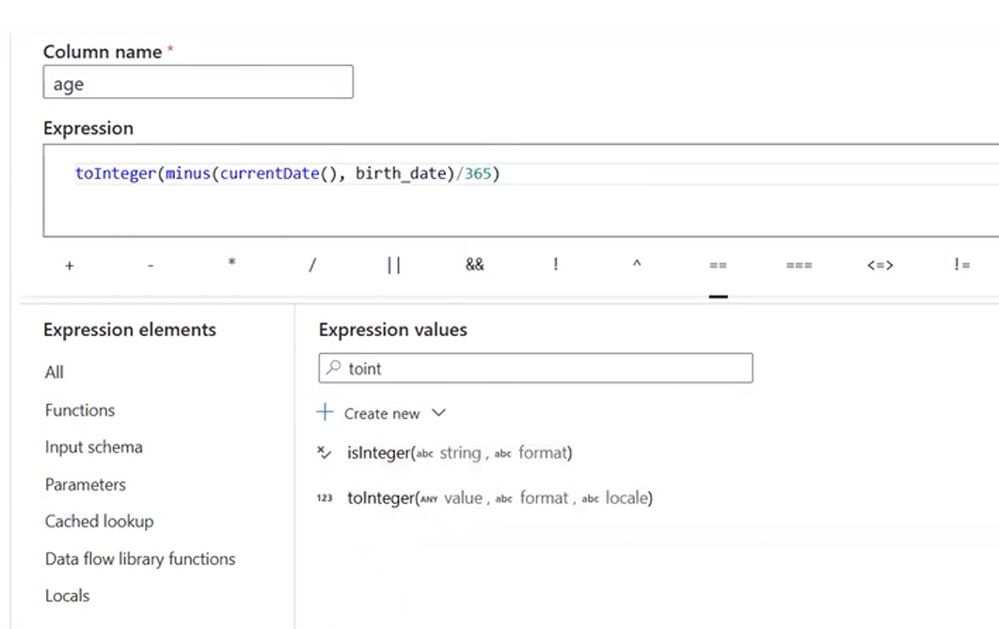 Column name *
age
Expression
toInteger(minus(currentDate(), birth_date)/365)
+ - * / || && ! ^ == === <=> !=
Expression elements
All
Functions
Input schema
Parameters
Cached lookup
Data flow library functions
Locals
Expression values
toint
+ Create new
isInteger(abc string , abc format)
123 toInteger(ANY value , abc format , abc locale)